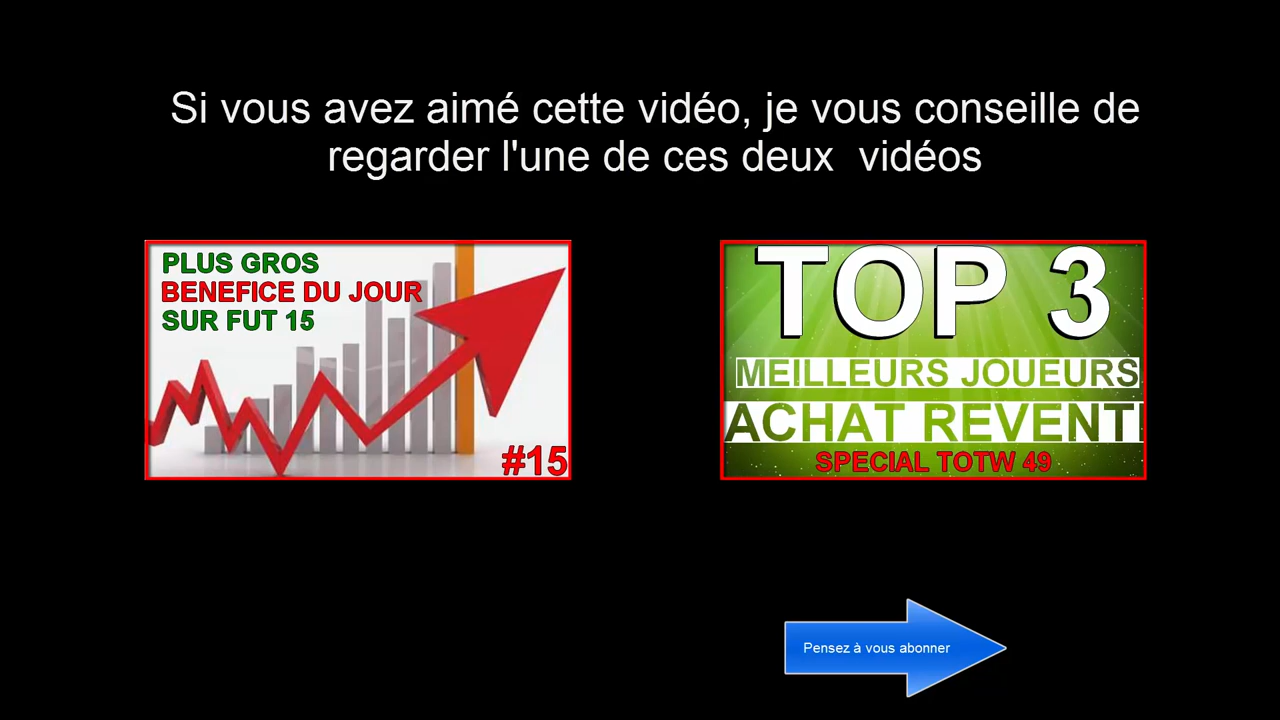 Si vous avez aimé cette vidéo, je vous conseille de
regarder l'une de ces deux  vidéos
PLUS GROS
BENEFICE DU JOUR
SUR FUT 15
#15
TOP 3
MEILLEURS JOUEURS
ACHAT REVENT
SPECIAL TOTW 49
Pensez à vous abonner